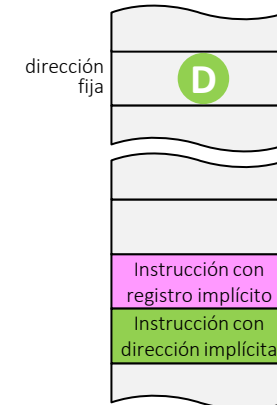 dirección
fija
D
Instrucción con
registro implícito
Instrucción con
dirección implícita